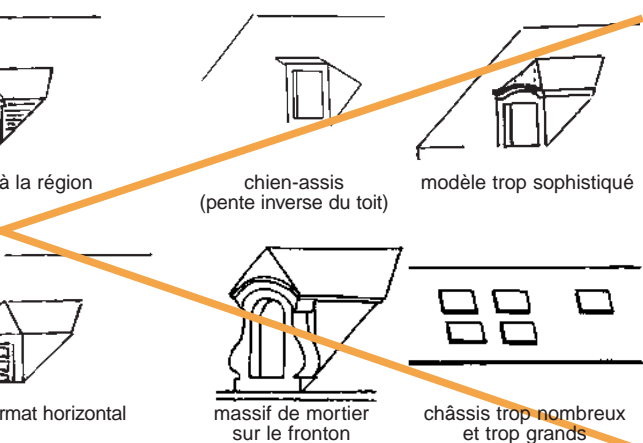 à la région
chien-assis
(pente inverse du toit)
modèle trop sophistiqué
format horizontal
massif de mortier
sur le fronton
châssis trop nombreux
et trop grands